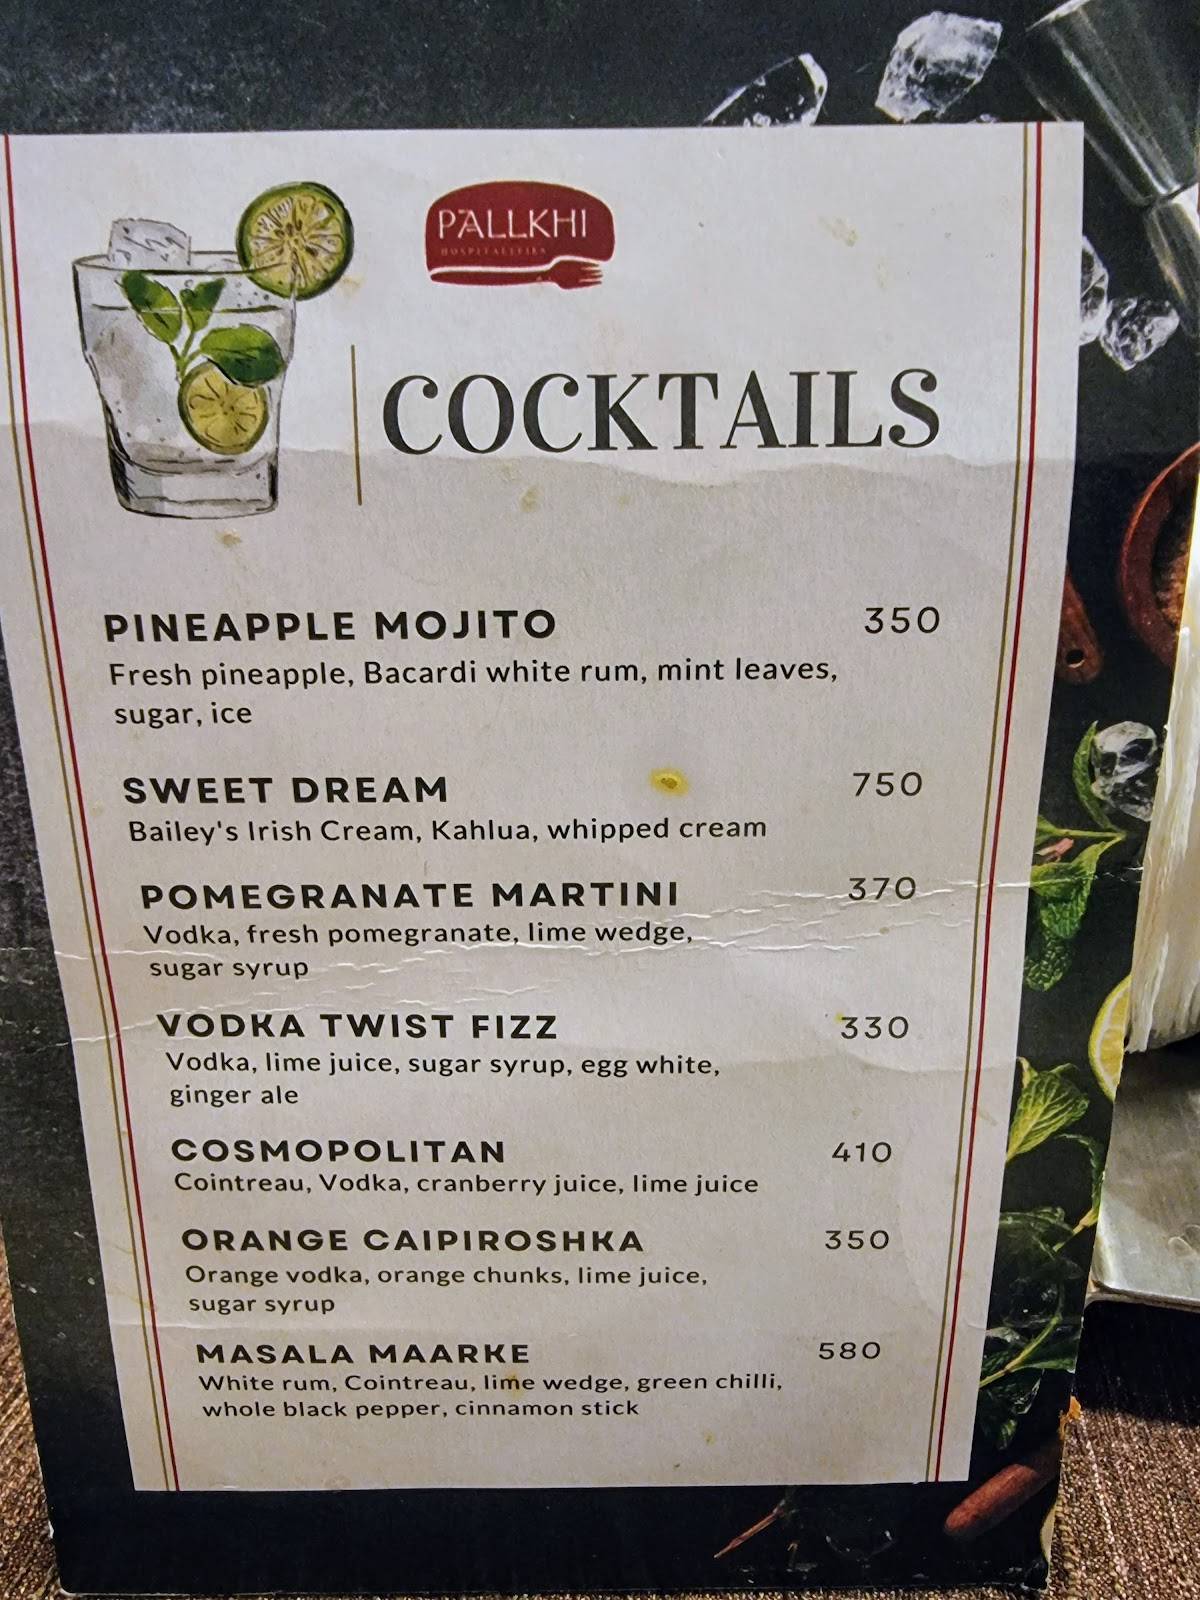 PALLKHI
COCKTAILS
PINEAPPLE MOJITO 350
Fresh pineapple, Bacardi white rum, mint leaves,
sugar, ice
SWEET DREAM 750
Bailey's Irish Cream, Kahlua, whipped cream
POMEGRANATE MARTINI 370
Vodka, fresh pomegranate, lime wedge,
sugar syrup
VODKA TWIST FIZZ 330
Vodka, lime juice, sugar syrup, egg white,
ginger ale
COSMOPOLITAN 410
Cointreau, Vodka, cranberry juice, lime juice
ORANGE CAIPIROSHKA 350
Orange vodka, orange chunks, lime juice,
sugar syrup
MASALA MAARKE 580
White rum, Cointreau, lime wedge, green chilli,
whole black pepper, cinnamon stick